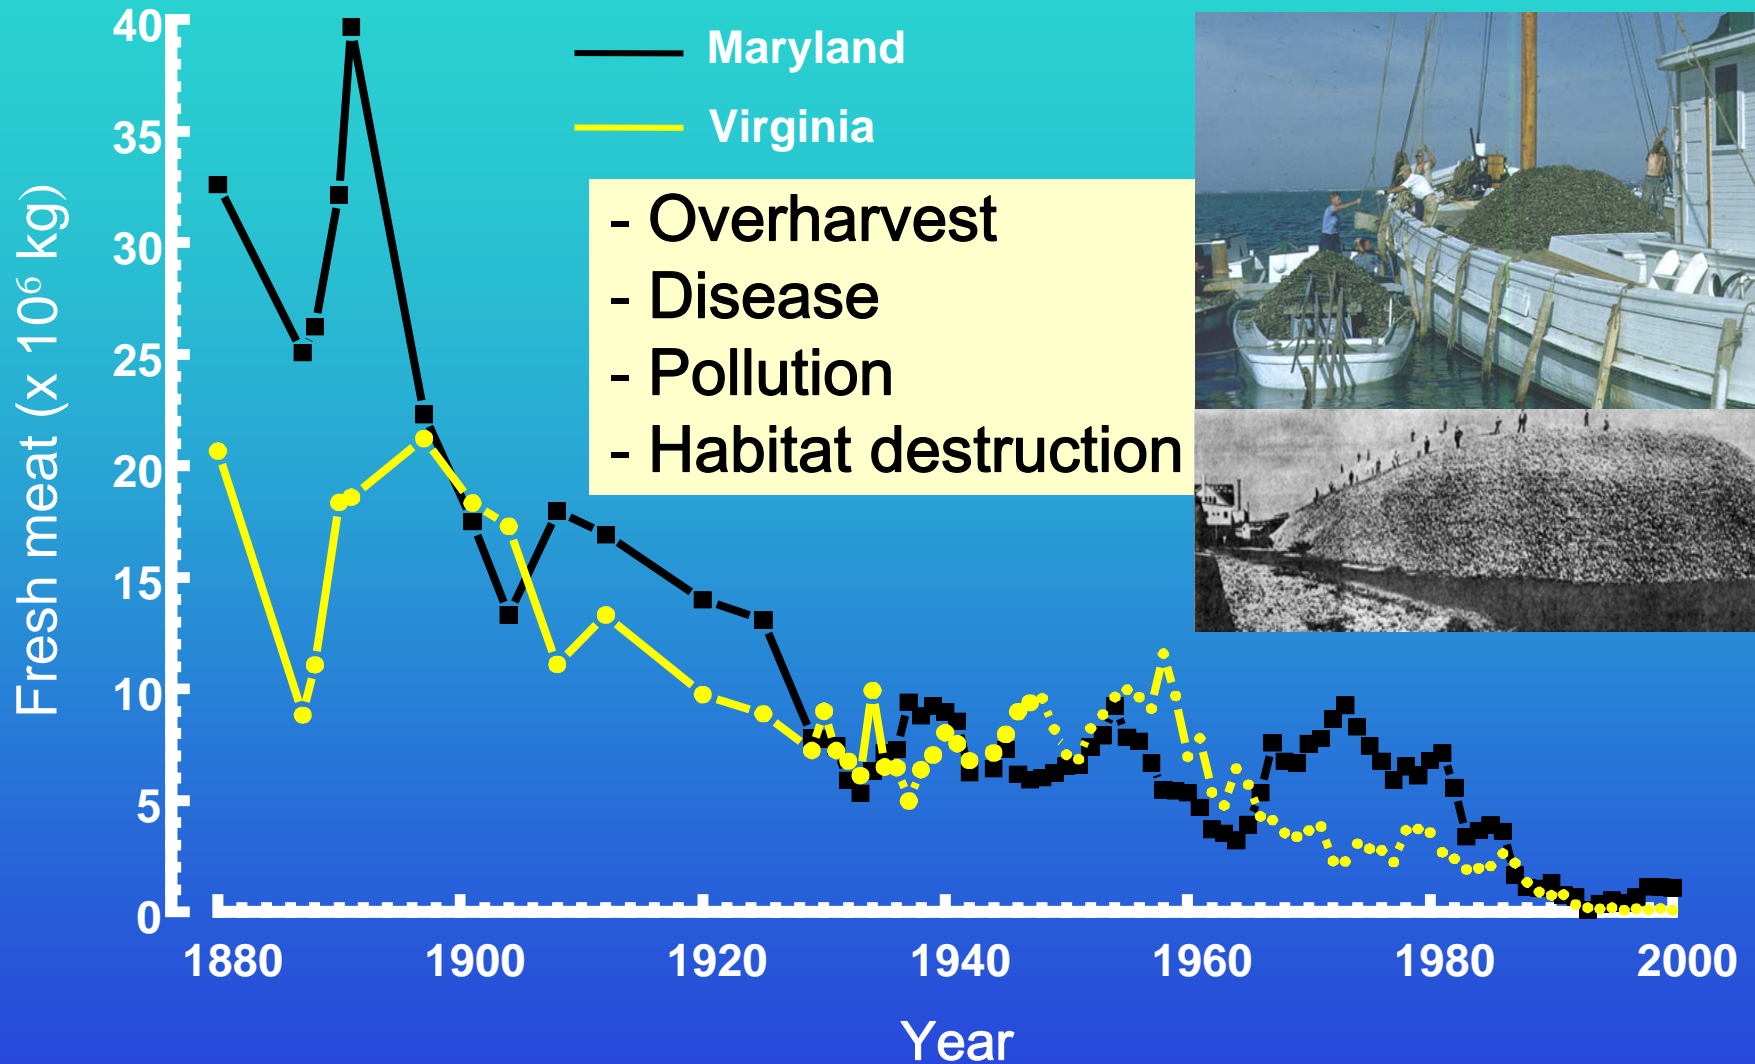 40
35
30
25
20
15
10
5
0
Fresh meat (x 10⁶ kg)
Maryland
Virginia
- Overharvest
- Disease
- Pollution
- Habitat destruction
1880 1900 1920 1940 1960 1980 2000
Year